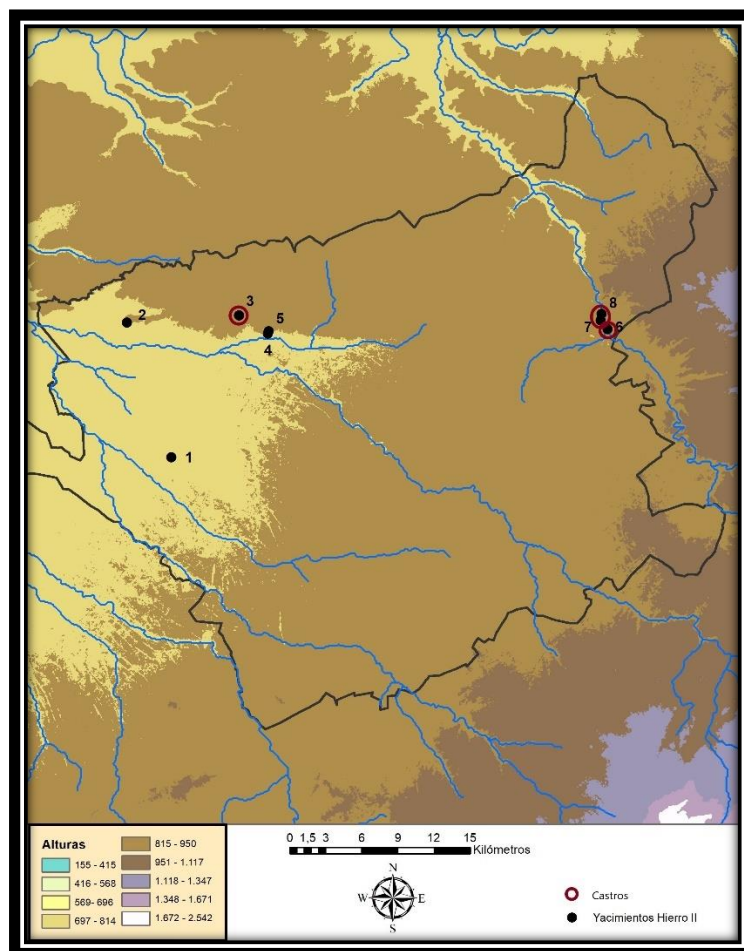 8
3
2
5
7
6
4
1
Alturas
155 - 415
416 - 568
569- 696
697 - 814
815 - 950
951 - 1.117
1.118 - 1.347
1.348 - 1.671
1.672 - 2.542
0 1,5 3 6 9 12 15
Kilómetros
N
W E
S
Castros
Yacimientos Hierro II